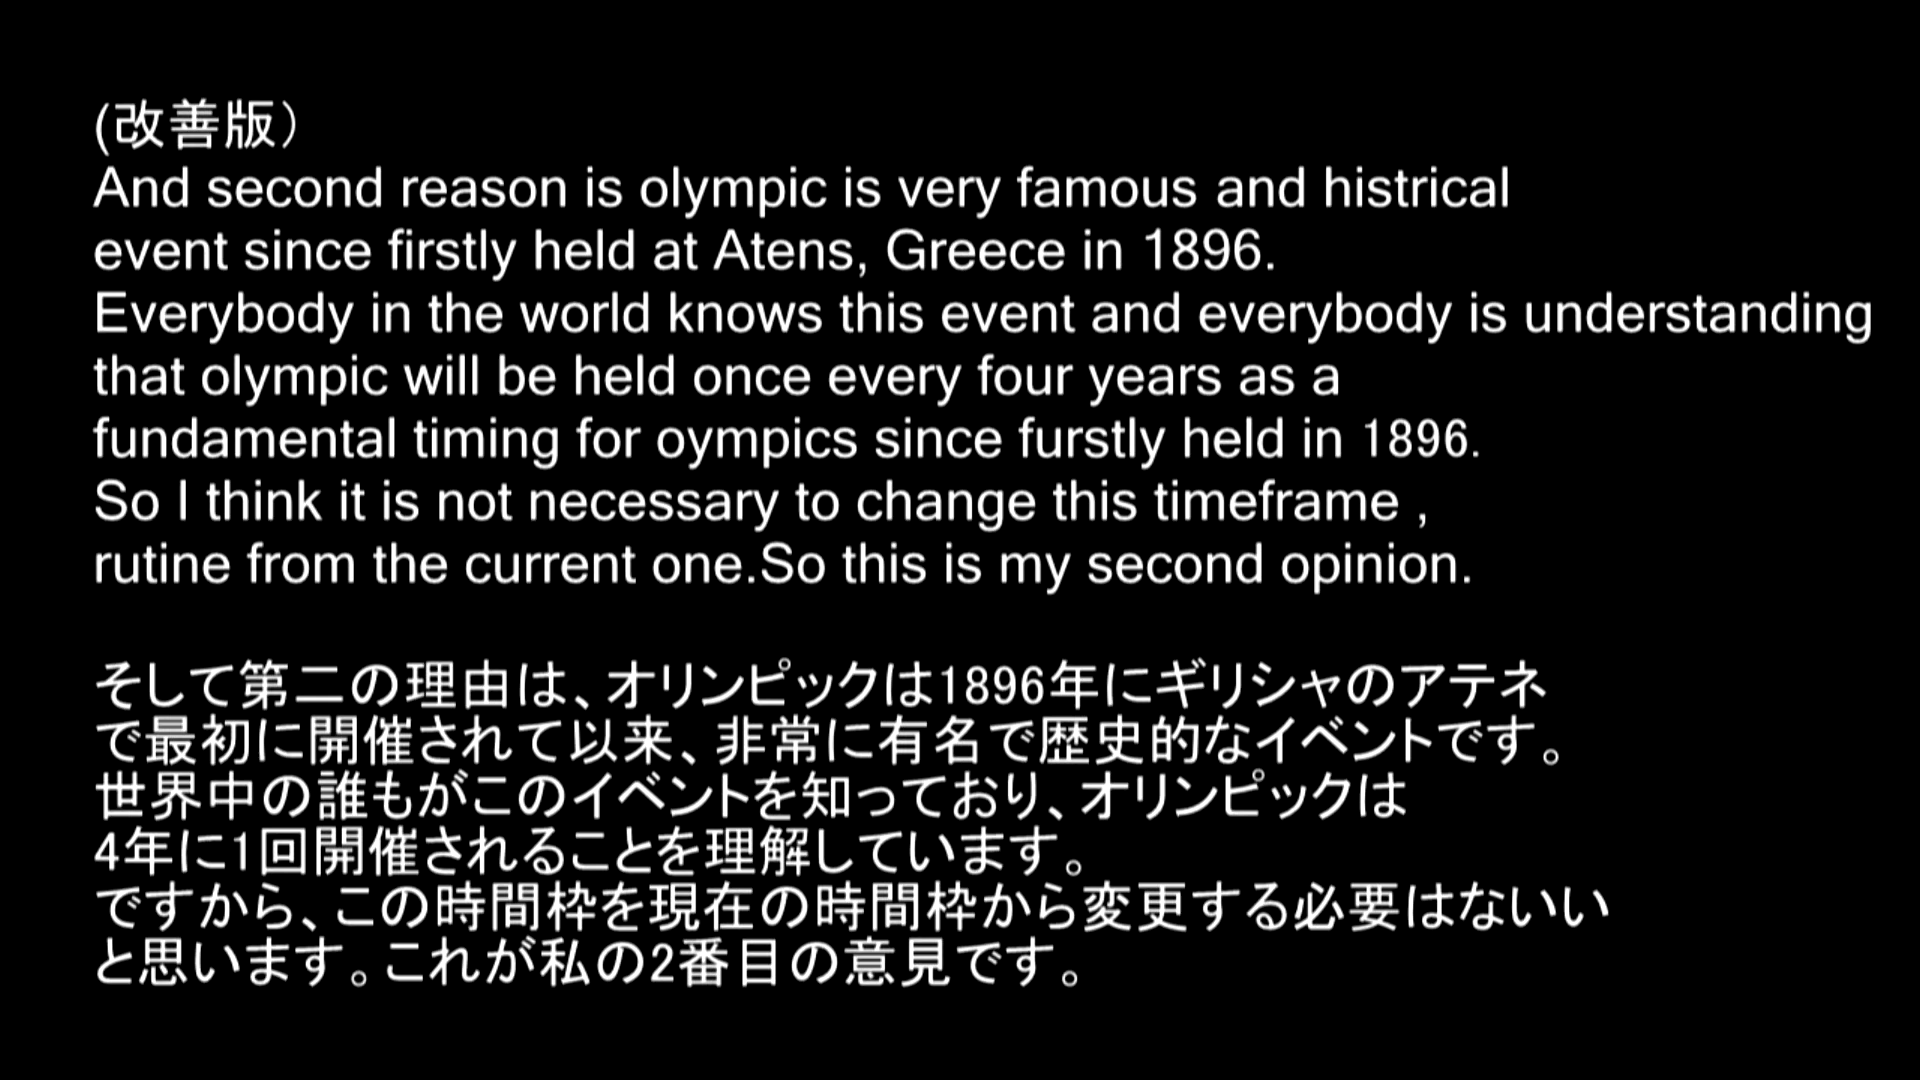 (改善版）
And second reason is olympic is very famous and histrical
event since firstly held at Atens, Greece in 1896.
Everybody in the world knows this event and everybody is understanding
that olympic will be held once every four years as a
fundamental timing for oympics since furstly held in 1896.
So I think it is not necessary to change this timeframe ,
rutine from the current one.So this is my second opinion.
そして第二の理由は、オリンピックは1896年にギリシャのアテネ
で最初に開催されて以来、非常に有名で歴史的なイベントです。
世界中の誰もがこのイベントを知っており、オリンピックは
4年に1回開催されることを理解しています。
ですから、この時間枠を現在の時間枠から変更する必要はないいい
と思います。これが私の2番目の意見です。